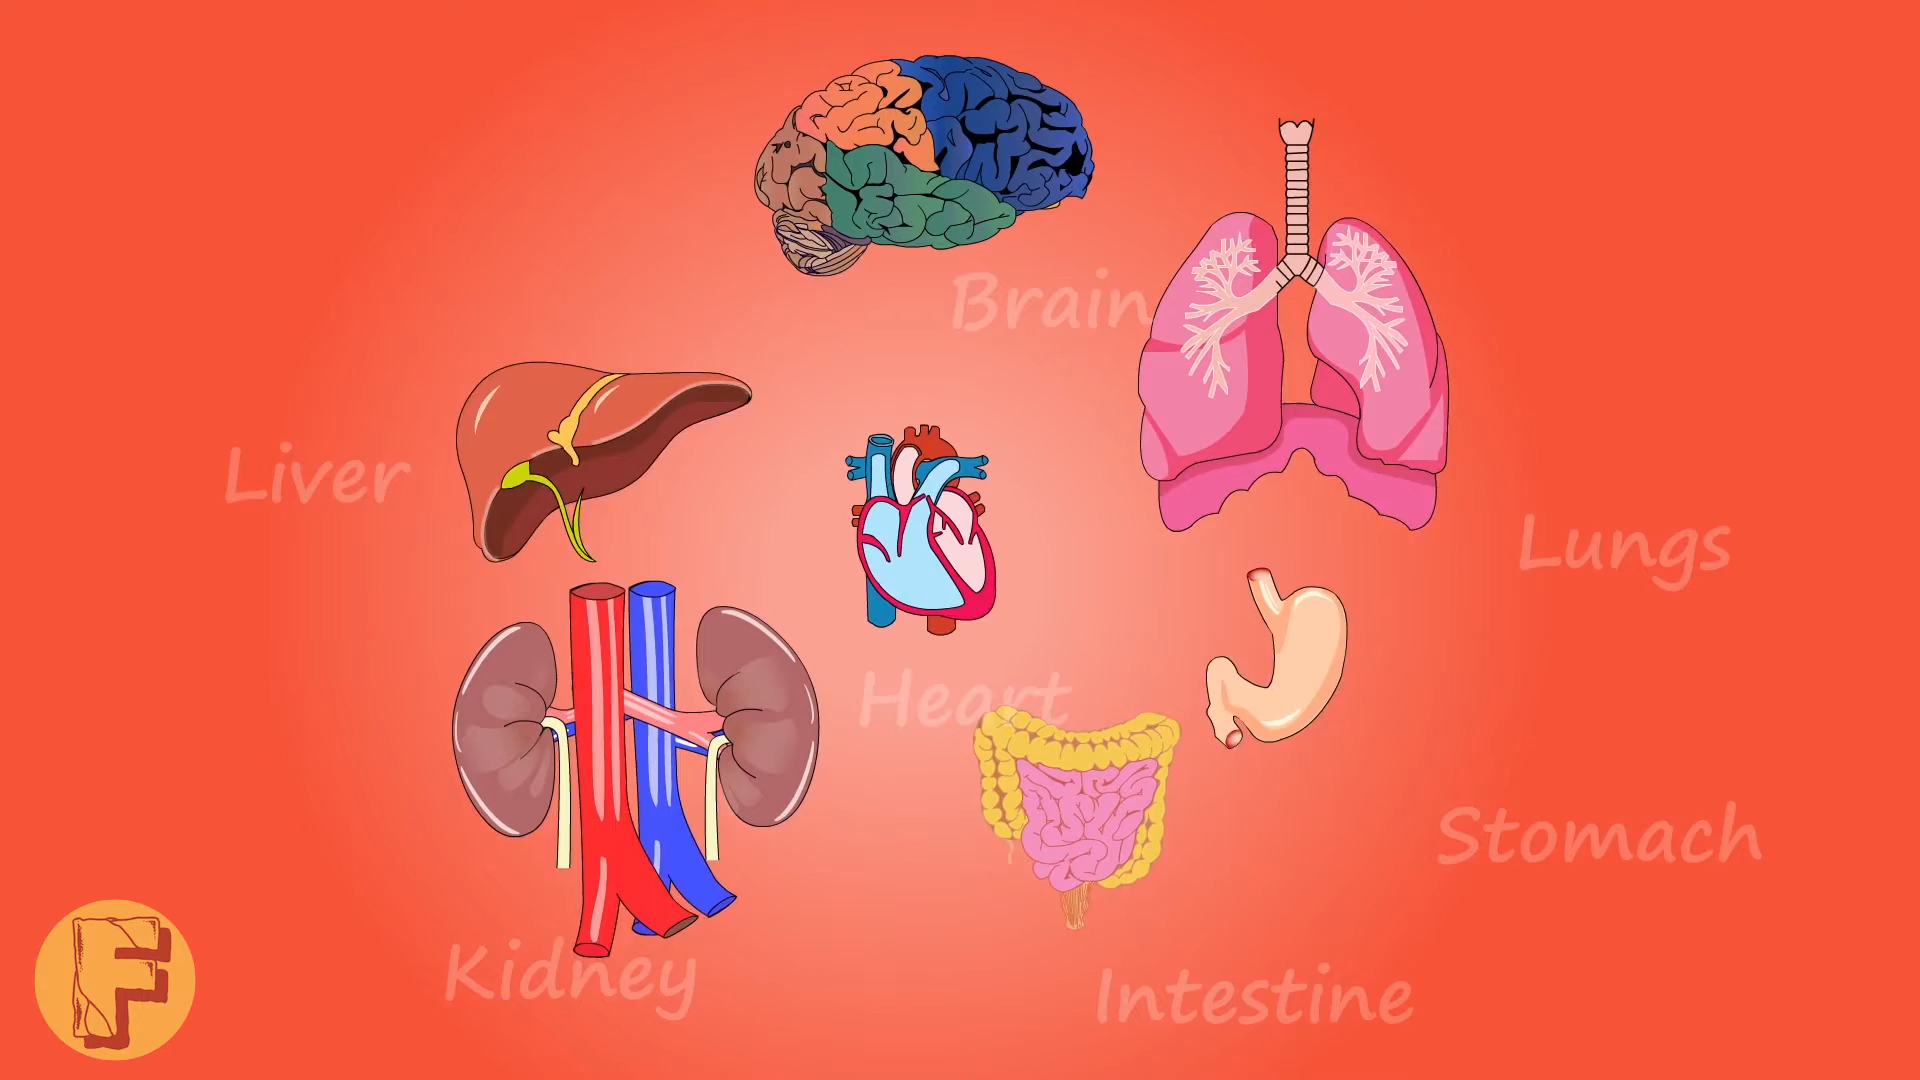 Brain
Liver
Lungs
Heart
Stomach
Kidney
Intestine
F